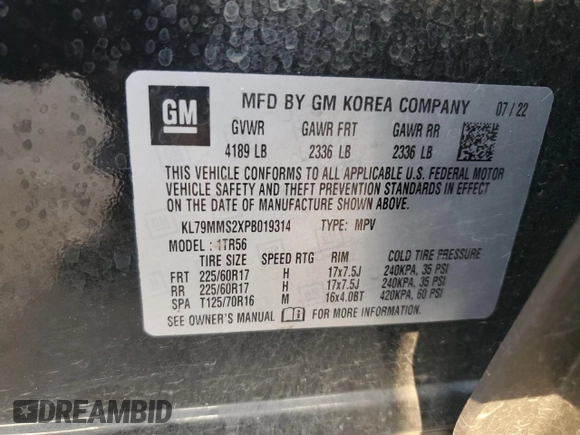 GM
MFD BY GM KOREA COMPANY 07/22
GVWR GAWR FRT GAWR RR
4189 LB 2336 LB 2336 LB
THIS VEHICLE CONFORMS TO ALL APPLICABLE U.S. FEDERAL MOTOR
VEHICLE SAFETY AND THEFT PREVENTION STANDARDS IN EFFECT ON
THE DATE OF MANUFACTURE SHOWN ABOVE.
KL79MMS2XPB019314 TYPE: MPV
MODEL: 1TR56
TIRE SIZE SPEED RTG RIM COLD TIRE PRESSURE
FRT 225/60R17 H 17x7.5J 240KPA, 35 PSI
RR 225/60R17 H 17x7.5J 240KPA, 35 PSI
SPA T125/70R16 M 16x4.0BT 420KPA, 60 PSI
SEE OWNER'S MANUAL FOR MORE INFORMATION.
DREAMBID